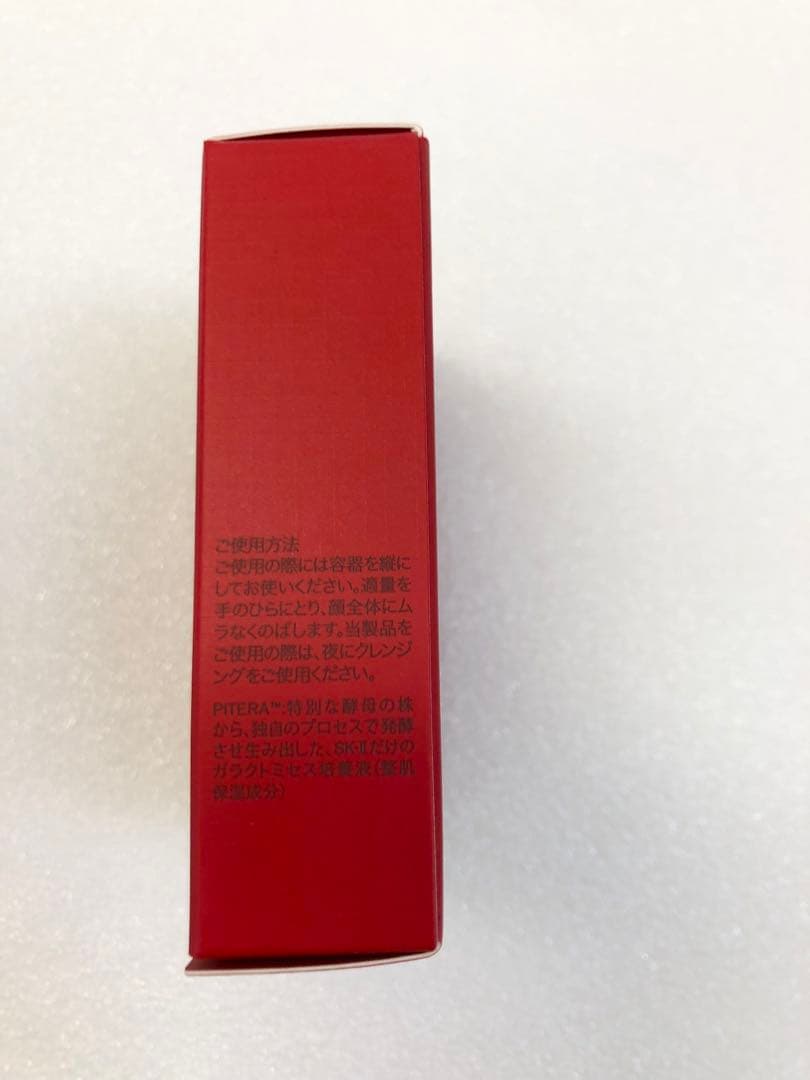 ご使用方法
ご使用の際には容器を縦に
してお使いください。適量を
手のひらにとり、顔全体にム
ラなくのばします。当製品を
ご使用の際は、夜にクレンジ
ングをご使用ください。
PITERA™:特別な酵母の株
から、独自のプロセスで発酵
させ生み出した、SK-IIだけの
ガラクトミセス培養液(整肌
保湿成分)